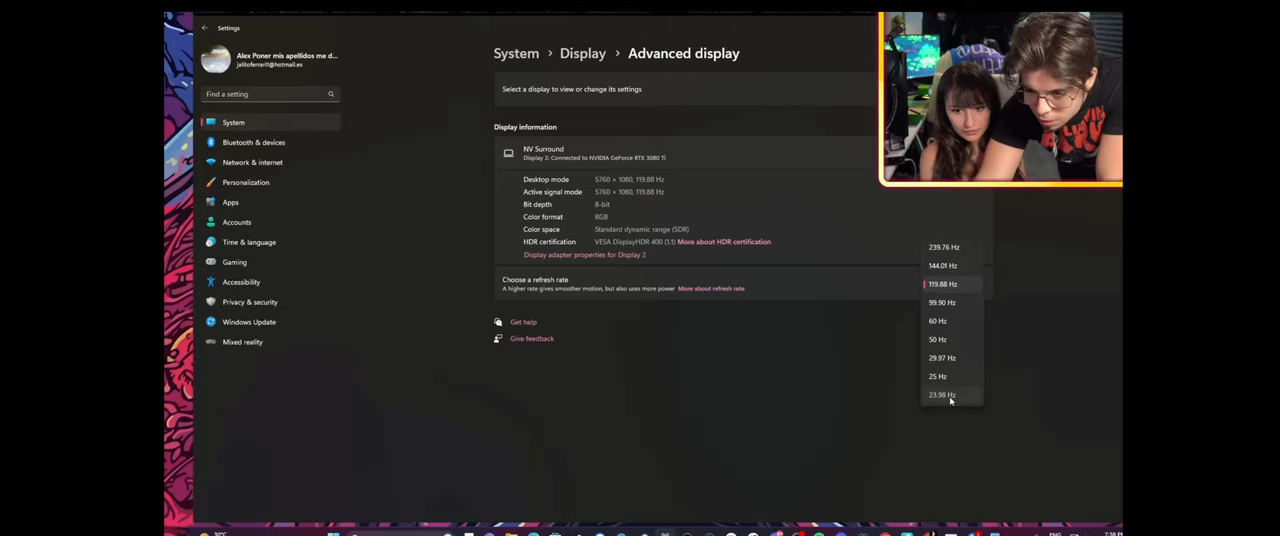 Settings
Alex Poner mis apellidos me d...
jalitoferrari1@hotmail.es
Find a setting
System
Bluetooth & devices
Network & internet
Personalization
Apps
Accounts
Time & language
Gaming
Accessibility
Privacy & security
Windows Update
Mixed reality
System > Display > Advanced display
Select a display to view or change its settings
Display information
NV Surround
Display 2: Connected to NVIDIA GeForce RTX 3080 Ti
Desktop mode 5760 × 1080, 119.88 Hz
Active signal mode 5760 × 1080, 119.88 Hz
Bit depth 8-bit
Color format RGB
Color space Standard dynamic range (SDR)
HDR certification VESA DisplayHDR 400 (1.1) More about HDR certification
Display adapter properties for Display 2
Choose a refresh rate
A higher rate gives smoother motion, but also uses more power More about refresh rate
Get help
Give feedback
239.76 Hz
144.01 Hz
119.88 Hz
99.90 Hz
60 Hz
50 Hz
29.97 Hz
25 Hz
23.98 Hz